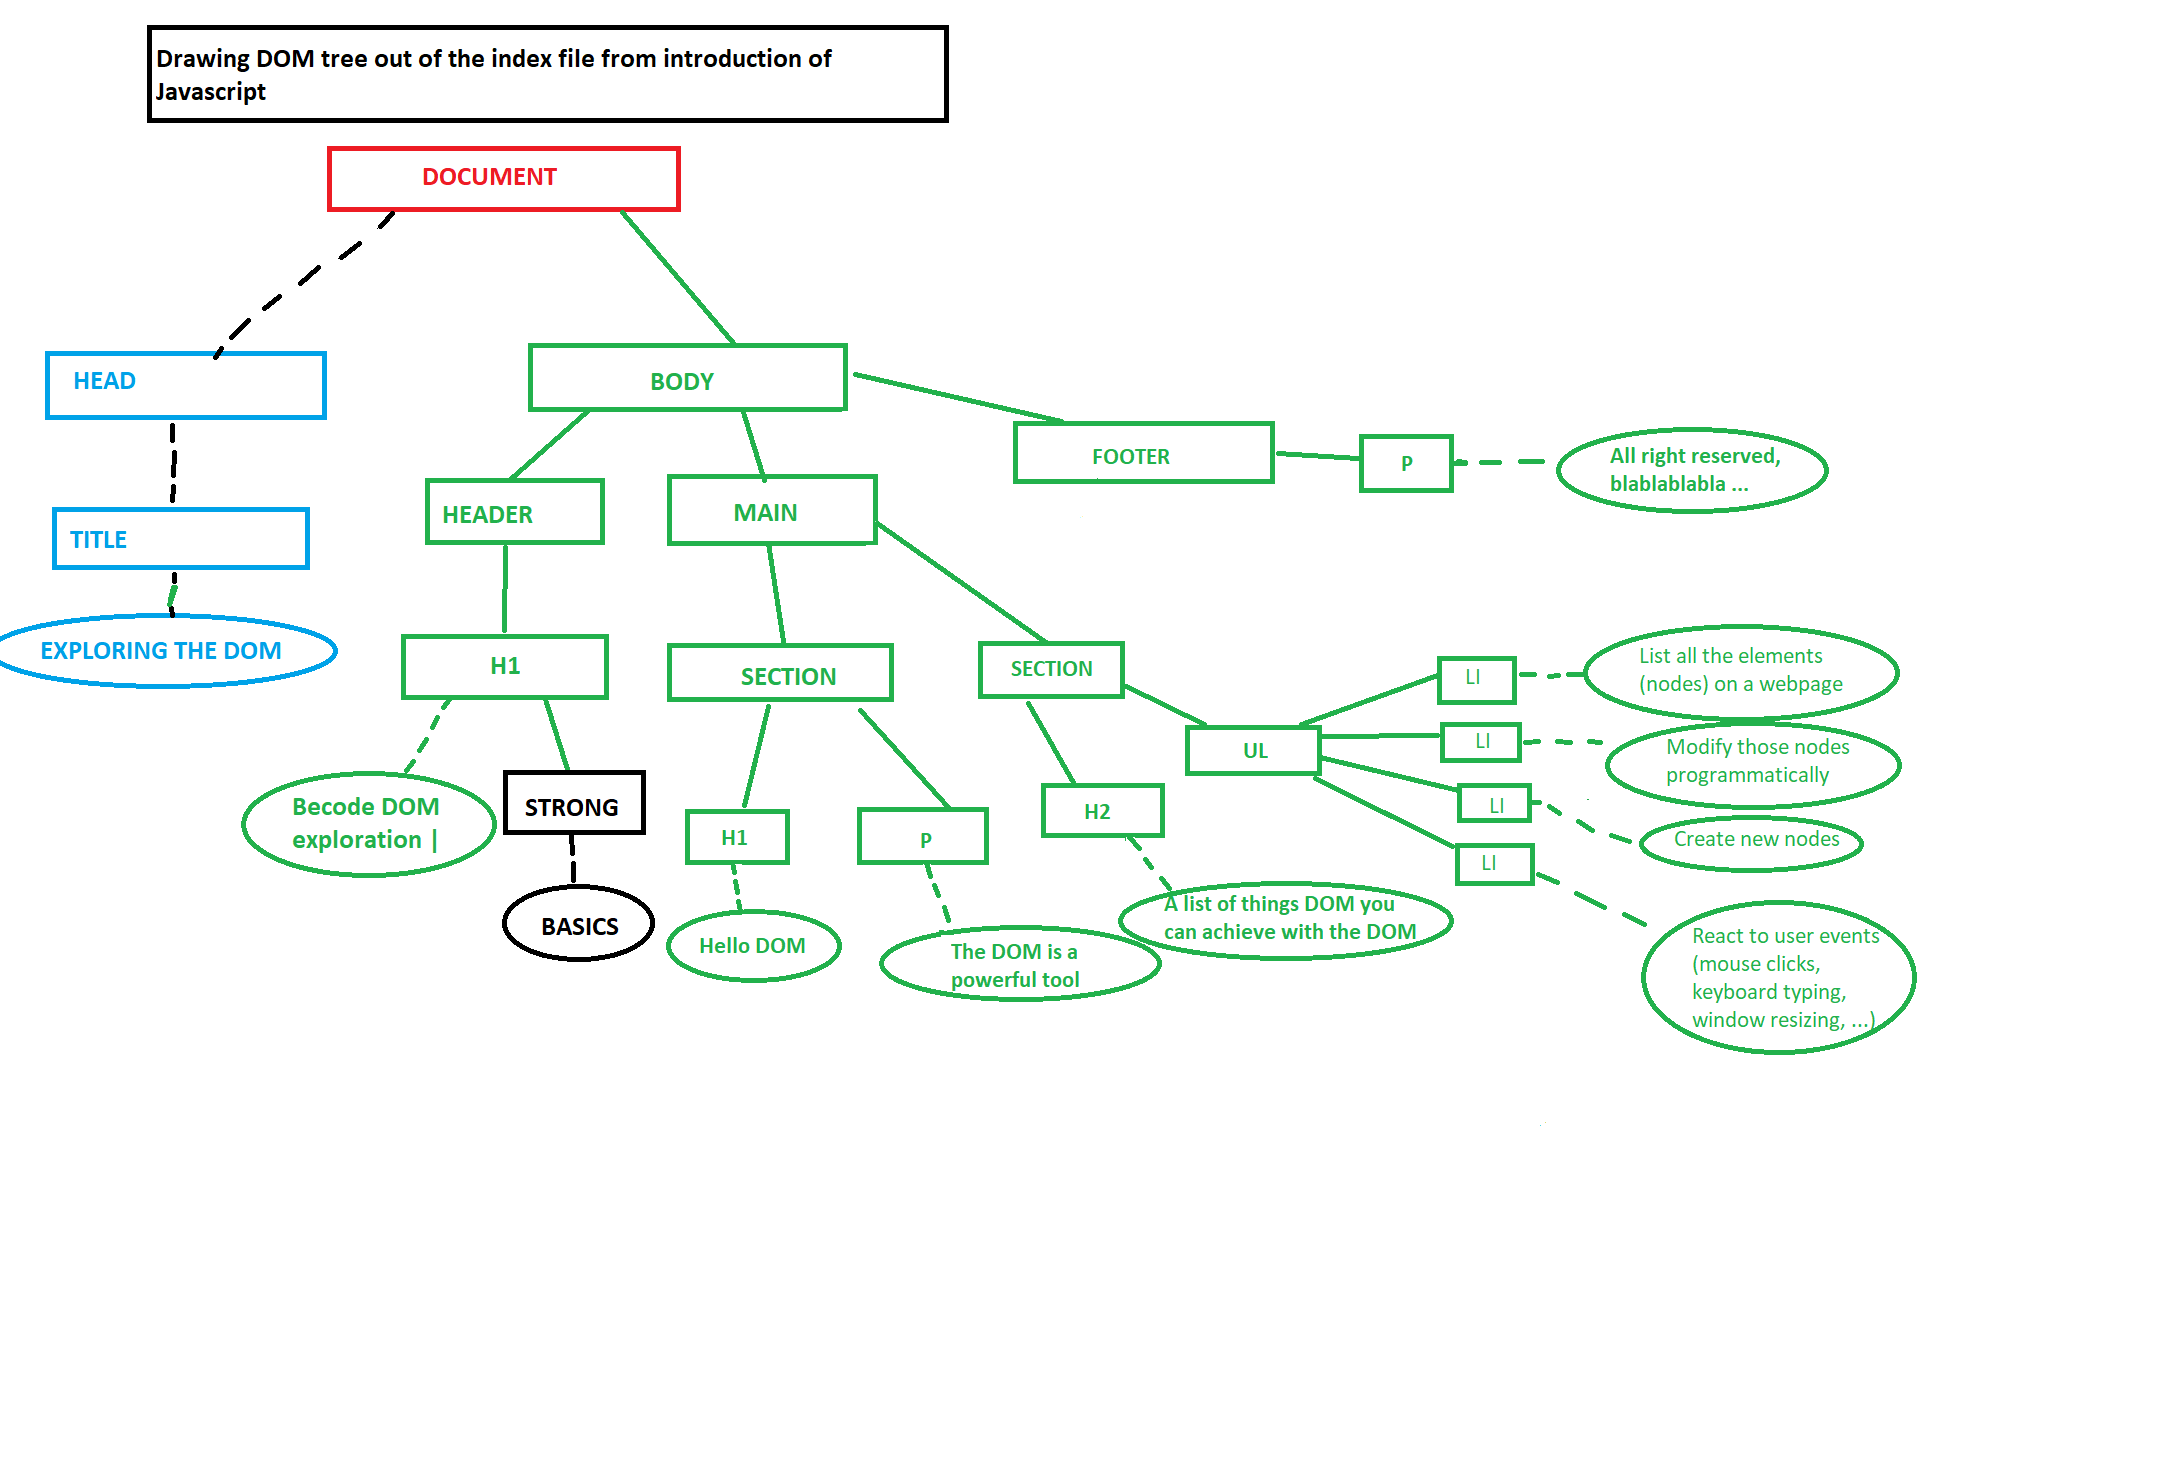 Drawing DOM tree out of the index file from introduction of
Javascript
DOCUMENT
HEAD
BODY
FOOTER
P
All right reserved,
blablablabla ...
HEADER
MAIN
TITLE
EXPLORING THE DOM
H1
SECTION
SECTION
LI
List all the elements
(nodes) on a webpage
UL
LI
Modify those nodes
programmatically
Becode DOM
exploration |
STRONG
H1
P
H2
LI
Create new nodes
LI
BASICS
Hello DOM
The DOM is a
powerful tool
A list of things DOM you
can achieve with the DOM
React to user events
(mouse clicks,
keyboard typing,
window resizing, ...)